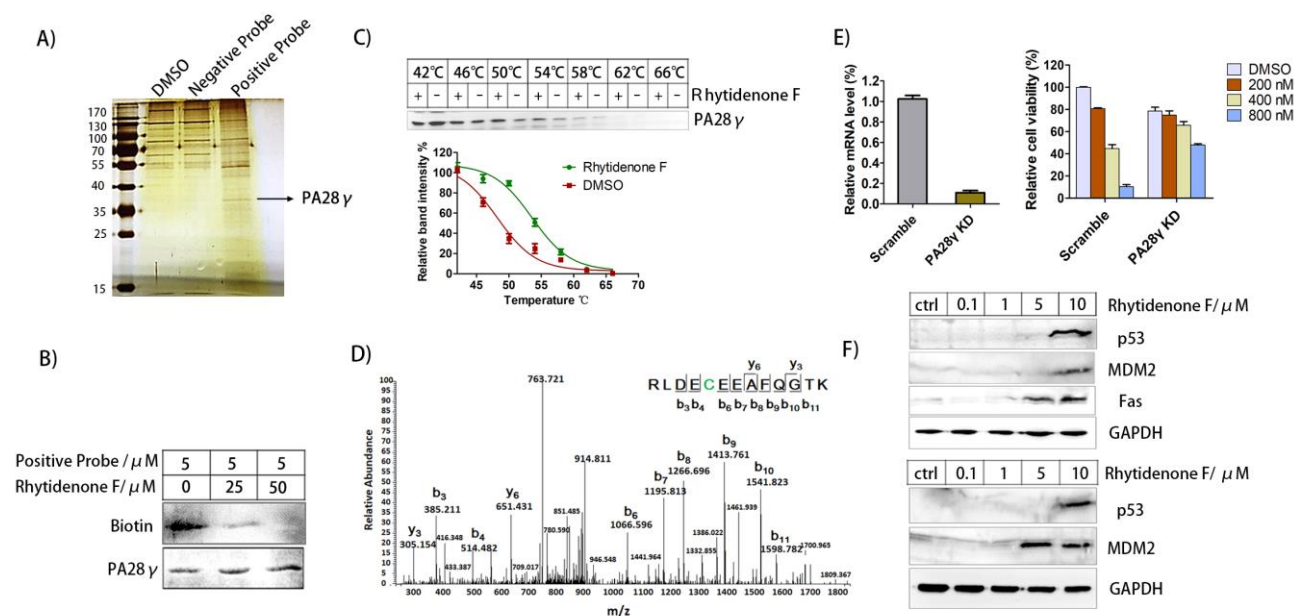 A)
DMSO
Negative Probe
Positive Probe
170
130
100
70
55
40
35
25
15
PA28 γ
B)
Positive Probe / μ M 5 5 5
Rhytidenone F/ μ M 0 25 50
Biotin
PA28 γ
C)
42℃ 46℃ 50℃ 54℃ 58℃ 62℃ 66℃
+ − + − + − + − + − + − + − Rhytidenone F
PA28 γ
Relative band intensity %
120
100
80
60
40
20
0
Rhytidenone F
DMSO
45 50 55 60 65 70
Temperature ℃
D)
y6 y3
RLDECEEAFQGTK
b3 b4 b6 b7 b8 b9 b10 b11
Relative Abundance
100
95
90
85
80
75
70
65
60
55
50
45
40
35
30
25
20
15
10
5
0
763.721
914.811
b9
1413.761
b8
1266.696
b10
1541.823
b7
1195.813
y6
651.431
b3
385.211
851.485
1461.939
b6
1066.596
416.348
780.590
1386.022
y3
305.154
b4
514.482
1332.855
b11
1598.782
1700.965
433.387
709.017
946.548
1441.964
1809.367
300 400 500 600 700 800 900 1000 1100 1200 1300 1400 1500 1600 1700 1800
m/z
E)
Relative mRNA level (%)
1.2
1.0
0.8
0.6
0.4
0.2
0.0
Scramble
PA28γ KD
Relative cell viability (%)
120
100
80
60
40
20
0
Scramble
PA28γ KD
DMSO
200 nM
400 nM
800 nM
F)
ctrl 0.1 1 5 10 Rhytidenone F/ μ M
p53
MDM2
Fas
GAPDH
ctrl 0.1 1 5 10 Rhytidenone F/ μ M
p53
MDM2
GAPDH